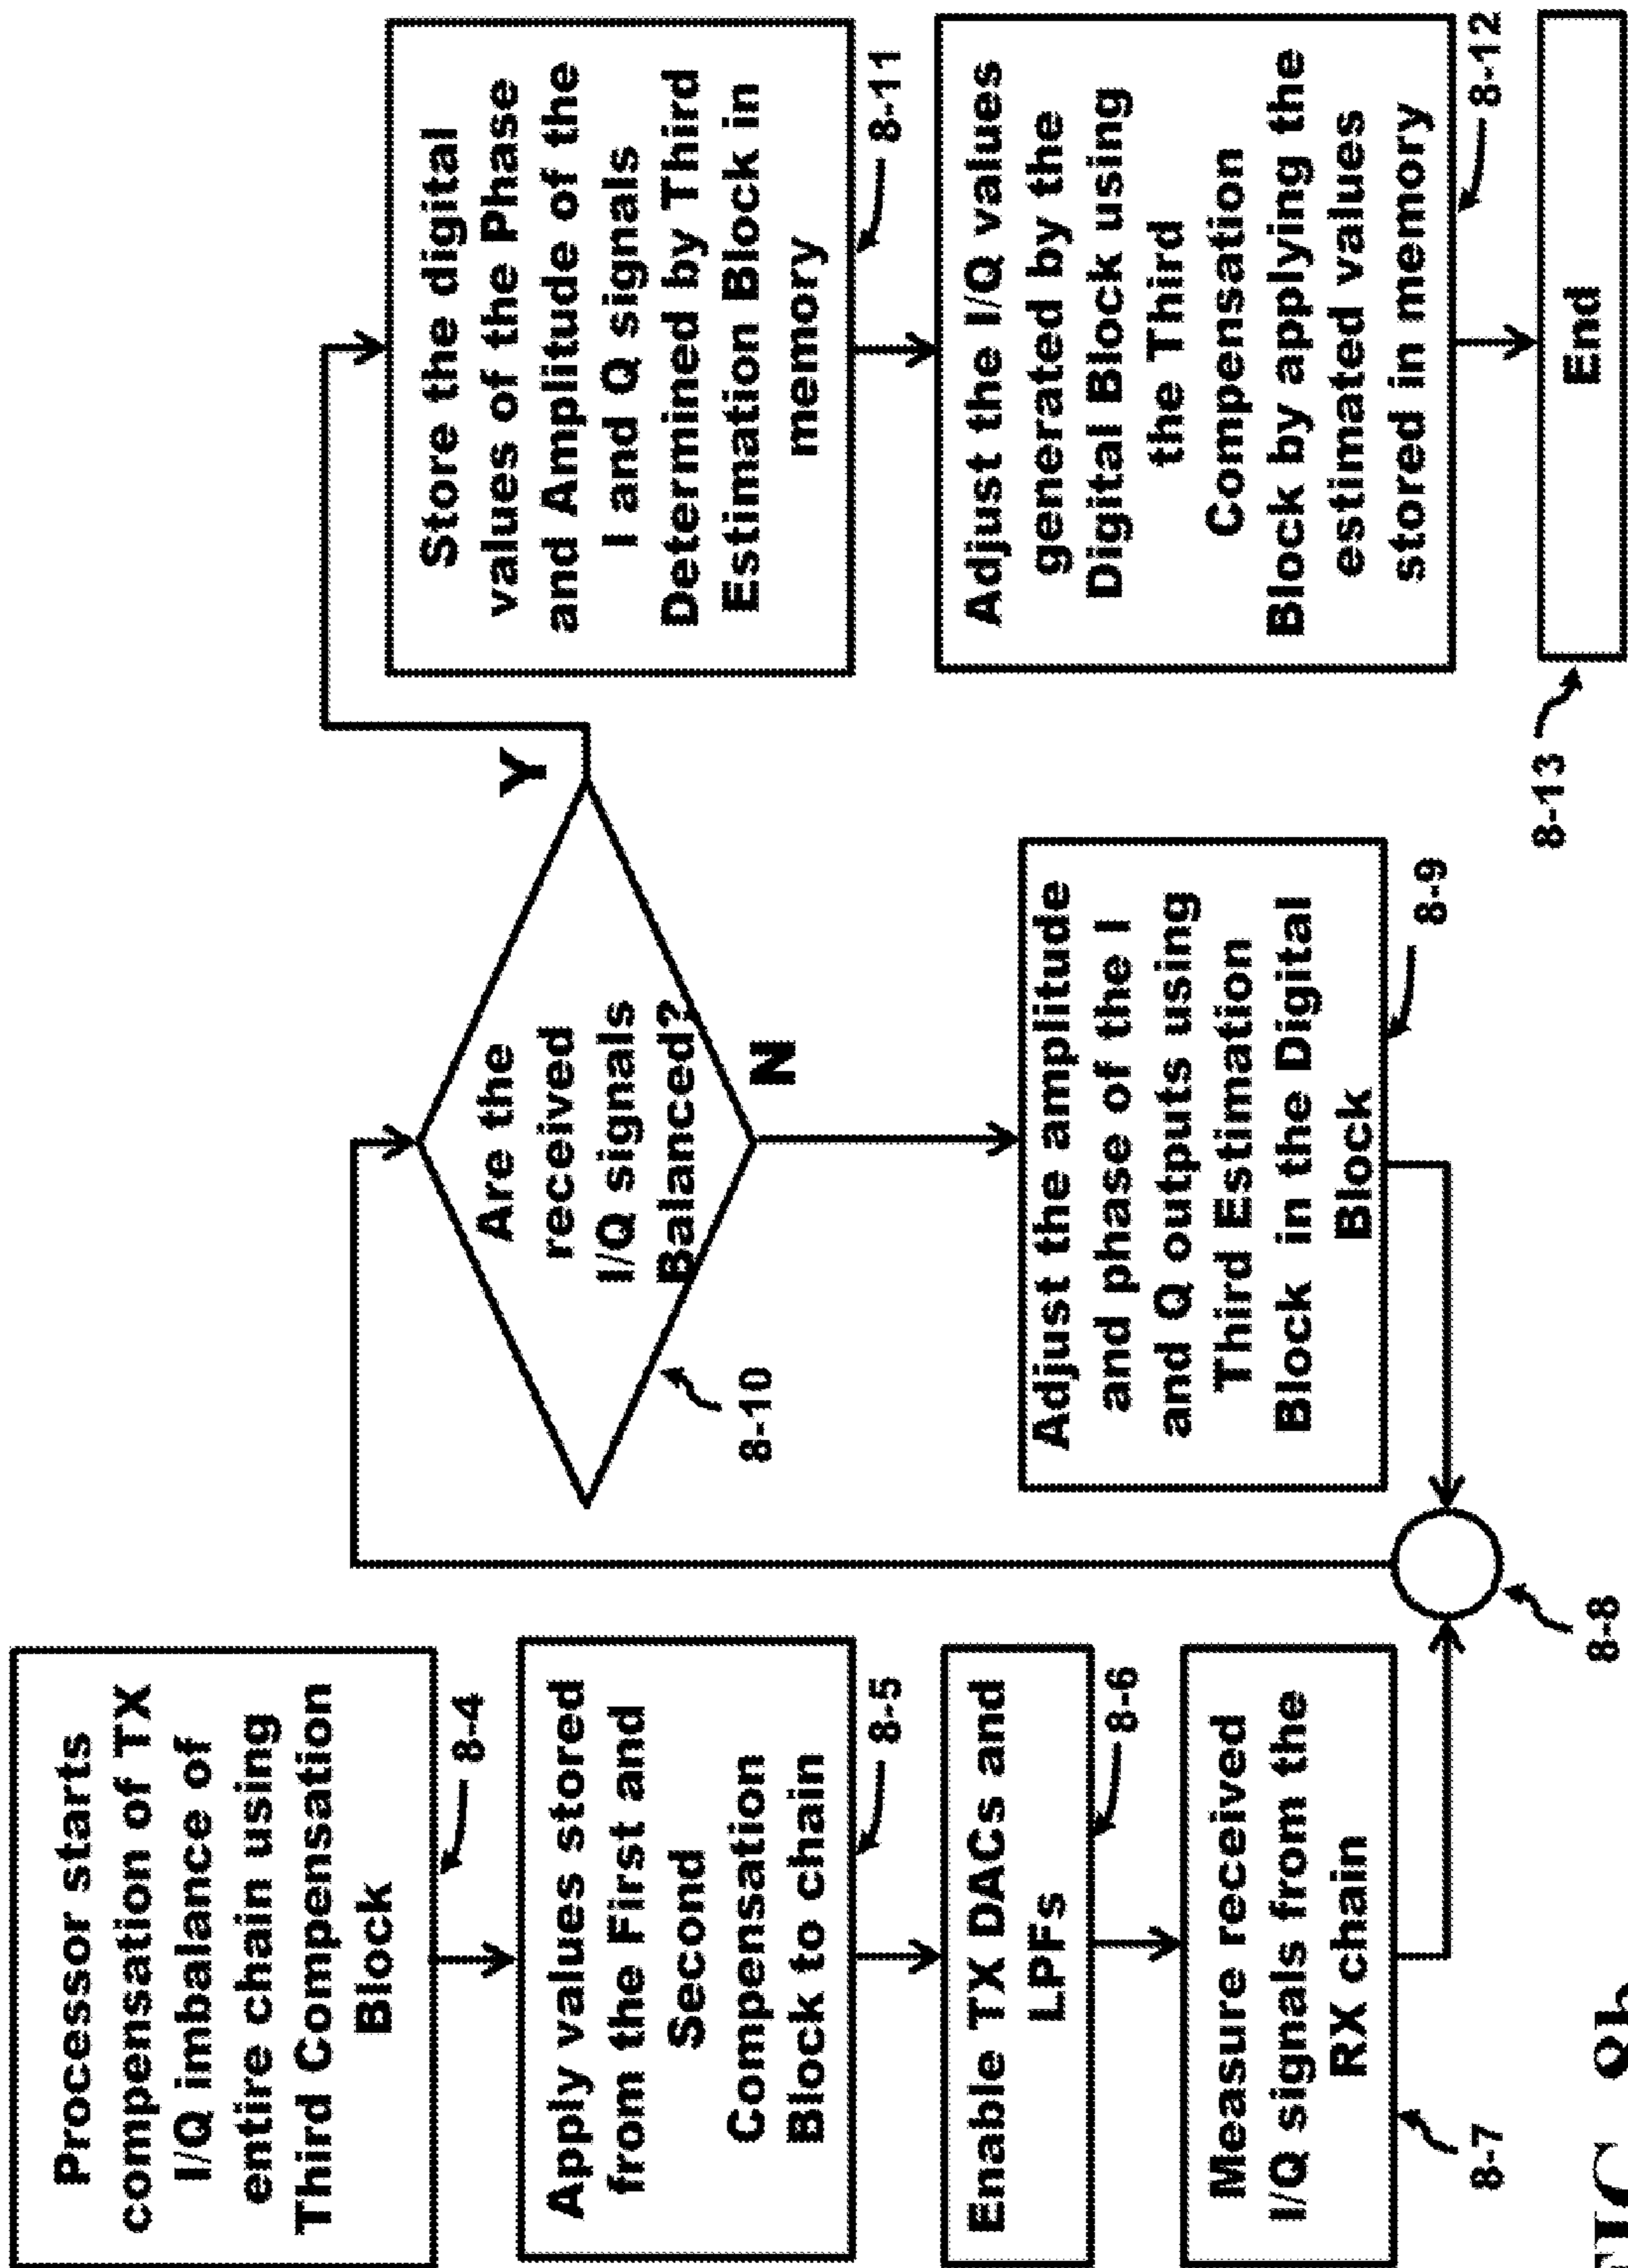 Processor starts
compensation of TX
I/Q imbalance of
entire chain using
Third Compensation
Block
8-4
Apply values stored
from the First and
Second
Compensation
Block to chain
8-5
Enable TX DACs and
LPFs
8-6
Measure received
I/Q signals from the
RX chain
8-7
8-8
Are the
received
I/Q signals
Balanced?
8-10
Y
N
Adjust the amplitude
and phase of the I
and Q outputs using
Third Estimation
Block in the Digital
Block
8-9
Store the digital
values of the Phase
and Amplitude of the
I and Q signals
Determined by Third
Estimation Block in
memory
8-11
Adjust the I/Q values
generated by the
Digital Block using
the Third
Compensation
Block by applying the
estimated values
stored in memory
8-12
End
8-13
FIG. 8b